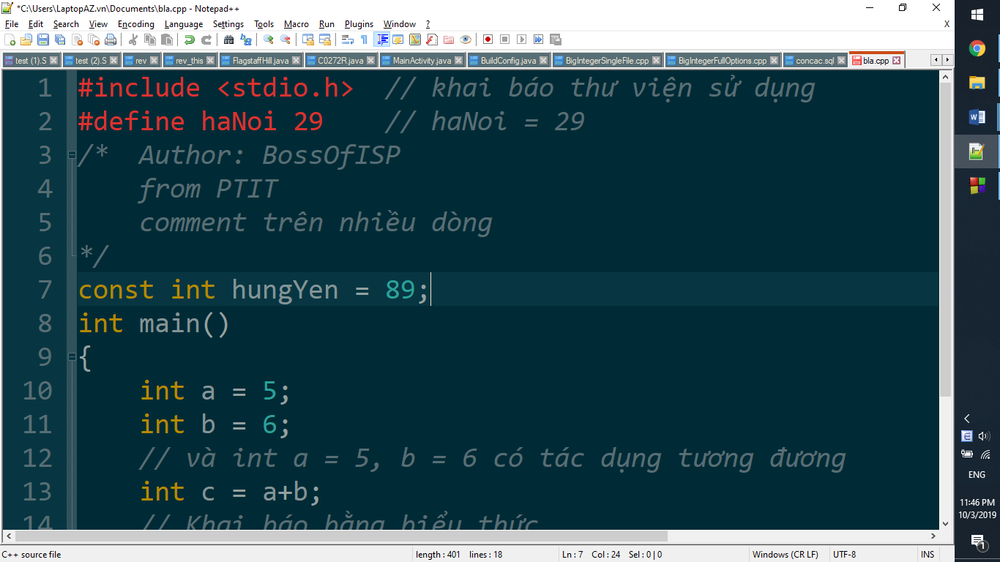 *C:\Users\LaptopAZ.vn\Documents\bla.cpp - Notepad++
File Edit Search View Encoding Language Settings Tools Macro Run Plugins Window ? X
test (1).S test (2).S rev rev_this FlagstaffHill.java C0272R.java MainActivity.java BuildConfig.java BigIntegerSingleFile.cpp BigIntegerFullOptions.cpp concac.sql bla.cpp
1 #include <stdio.h> // khai báo thư viện sử dụng
2 #define haNoi 29 // haNoi = 29
3 /* Author: BossOfISP
4 from PTIT
5 comment trên nhiều dòng
6 */
7 const int hungYen = 89;
8 int main()
9 {
10 int a = 5;
11 int b = 6;
12 // và int a = 5, b = 6 có tác dụng tương đương
13 int c = a+b;
14 // Khai báo bằng biểu thức
C++ source file length : 401 lines : 18 Ln : 7 Col : 24 Sel : 0 | 0 Windows (CR LF) UTF-8 INS
ENG
11:46 PM
10/3/2019
1